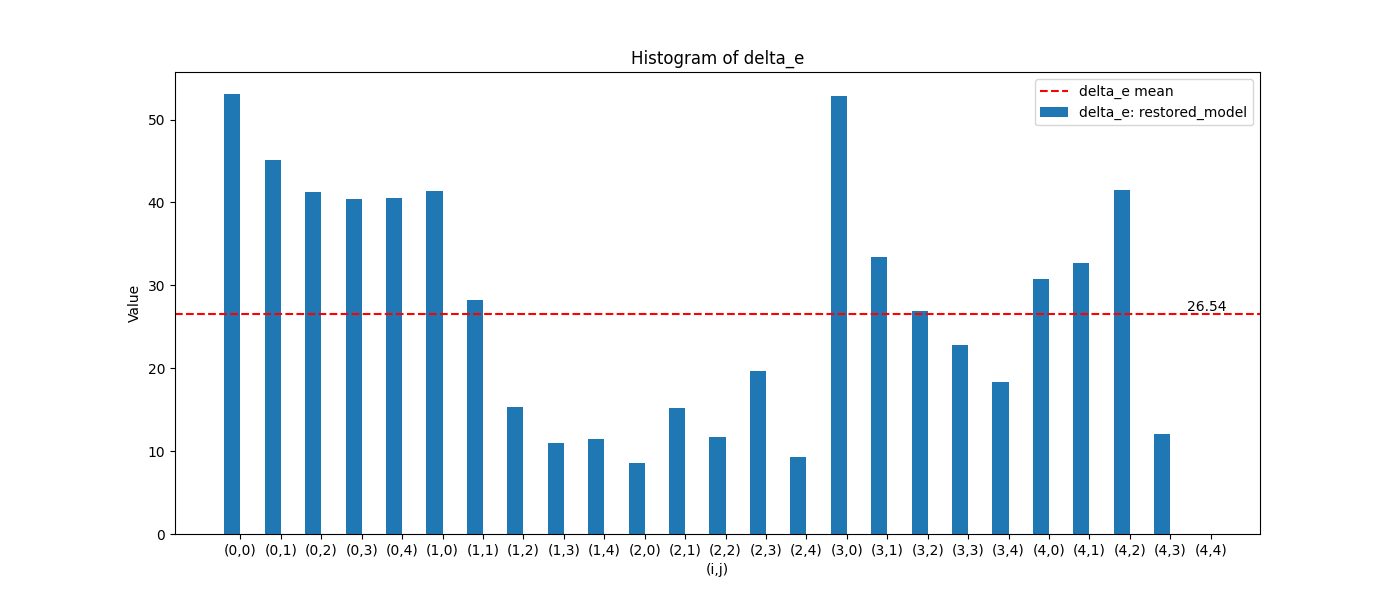 Histogram of delta_e
delta_e mean
delta_e: restored_model
50
40
30
20
10
0
Value
26.54
(0,0) (0,1) (0,2) (0,3) (0,4) (1,0) (1,1) (1,2) (1,3) (1,4) (2,0) (2,1) (2,2) (2,3) (2,4) (3,0) (3,1) (3,2) (3,3) (3,4) (4,0) (4,1) (4,2) (4,3) (4,4)
(i,j)